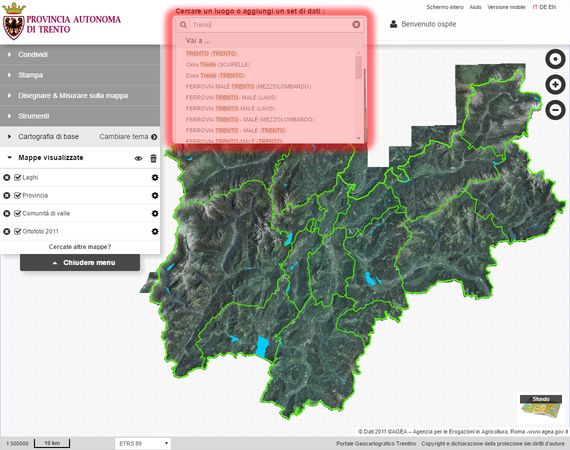 PROVINCIA AUTONOMA
DI TRENTO
Cercare un luogo o aggiungi un set di dati :
Trento
Schermo intero Aiuto Versione mobile IT DE EN
Benvenuto ospite
Vai a ...
TRENTO (TRENTO)
Cima Trento (SCURELLE)
Doss Trento (TRENTO)
FERROVIA MALÉ TRENTO (MEZZOLOMBARDO)
FERROVIA TRENTO- MALÉ (LAVIS)
FERROVIA TRENTO - MALÉ (LAVIS)
FERROVIA TRENTO - MALÉ (MEZZOLOMBARDO)
FERROVIA TRENTO - MALÉ (TRENTO)
FERROVIA TRENTO-MALÉ (TRENTO)
Condividi
Stampa
Disegnare & Misurare sulla mappa
Strumenti
Cartografia di base Cambiare tema
Mappe visualizzate
Laghi
Provincia
Comunità di valle
Ortofoto 2011
Cercate altre mappe?
Chiudere menu
Sfondo
© Dati:2011 ©AGEA – Agenzia per le Erogazioni in Agricoltura, Roma -www.agea.gov.it
1:500000 10 km ETRS 89 Portale Geocartografico Trentino Copyright e dichiarazione della protezione dei diritti d'autore